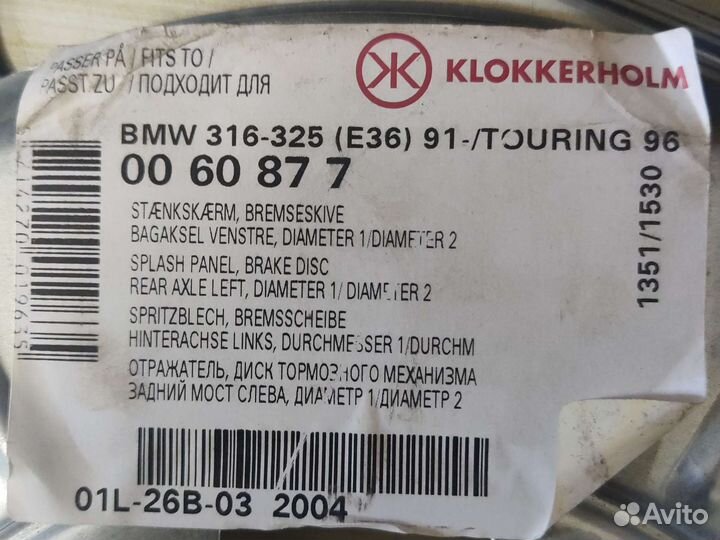 PASSER PÅ / FITS TO /
PASST ZU / ПОДХОДИТ ДЛЯ
KLOKKERHOLM
BMW 316-325 (E36) 91-/TOURING 96
00 60 87 7
STÆNKSKÆRM, BREMSESKIVE
BAGAKSEL VENSTRE, DIAMETER 1/DIAMETER 2
SPLASH PANEL, BRAKE DISC
REAR AXLE LEFT, DIAMETER 1/ DIAMETER 2
SPRITZBLECH, BREMSSCHEIBE
HINTERACHSE LINKS, DURCHMESSER 1/DURCHM
ОТРАЖАТЕЛЬ, ДИСК ТОРМОЗНОГО МЕХАНИЗМА
ЗАДНИЙ МОСТ СЛЕВА, ДИАМЕТР 1/ДИАМЕТР 2
1351/1530
01L-26B-03 2004
Avito